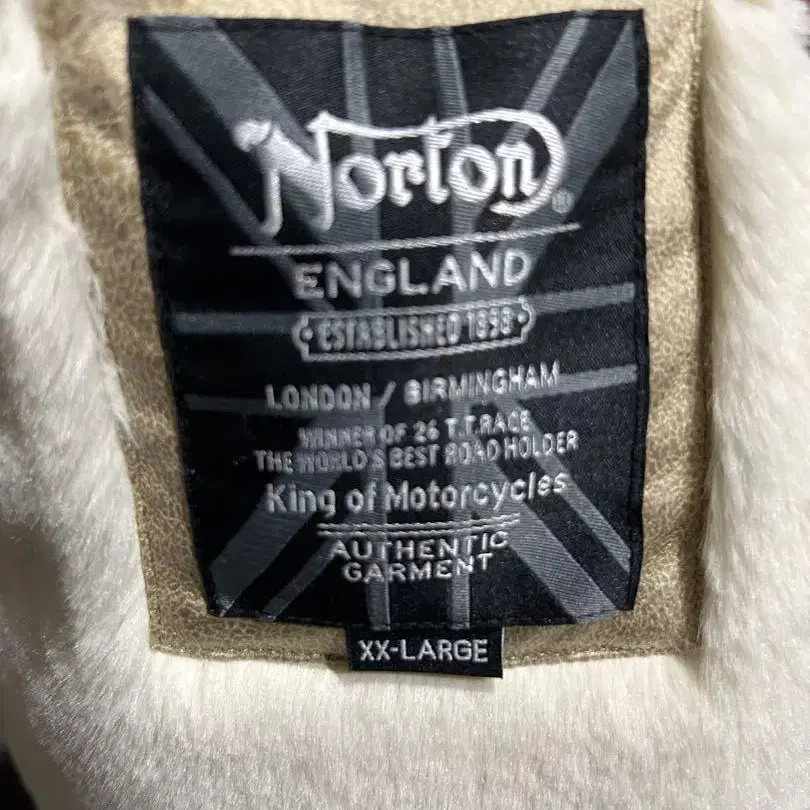 Norton®
ENGLAND
ESTABLISHED 1898
LONDON / BIRMINGHAM
WINNER OF 26 T.T.RACE
THE WORLD'S BEST ROAD HOLDER
King of Motorcycles
AUTHENTIC
GARMENT
XX-LARGE